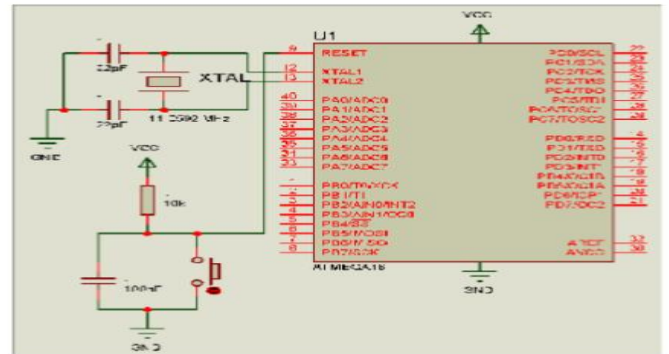 VCC
U1
22pF
XTAL
22pF
11.0592 MHz
GND
VCC
10k
100nF
GND
9 RESET
12 XTAL1
13 XTAL2
40 PA0/ADC0
39 PA1/ADC1
PA2/ADC2
PA3/ADC3
PA4/ADC4
PA5/ADC5
PA6/ADC6
PA7/ADC7
PB0/T0/XCK
PB1/T1
PB2/AIN0/INT2
PB3/AIN1/OC0
PB4/SS
PB5/MOSI
PB6/MISO
PB7/SCK
ATMEGA16
PC0/SCL 22
PC1/SDA
PC2/TCK
PC3/TMS
PC4/TDO
PC5/TDI
PC6/TOSC1
PC7/TOSC2
PD0/RXD
PD1/TXD
PD2/INT0
PD3/INT1
PD4/OC1B
PD5/OC1A
PD6/ICP1
PD7/OC2
AREF
AVCC
GND